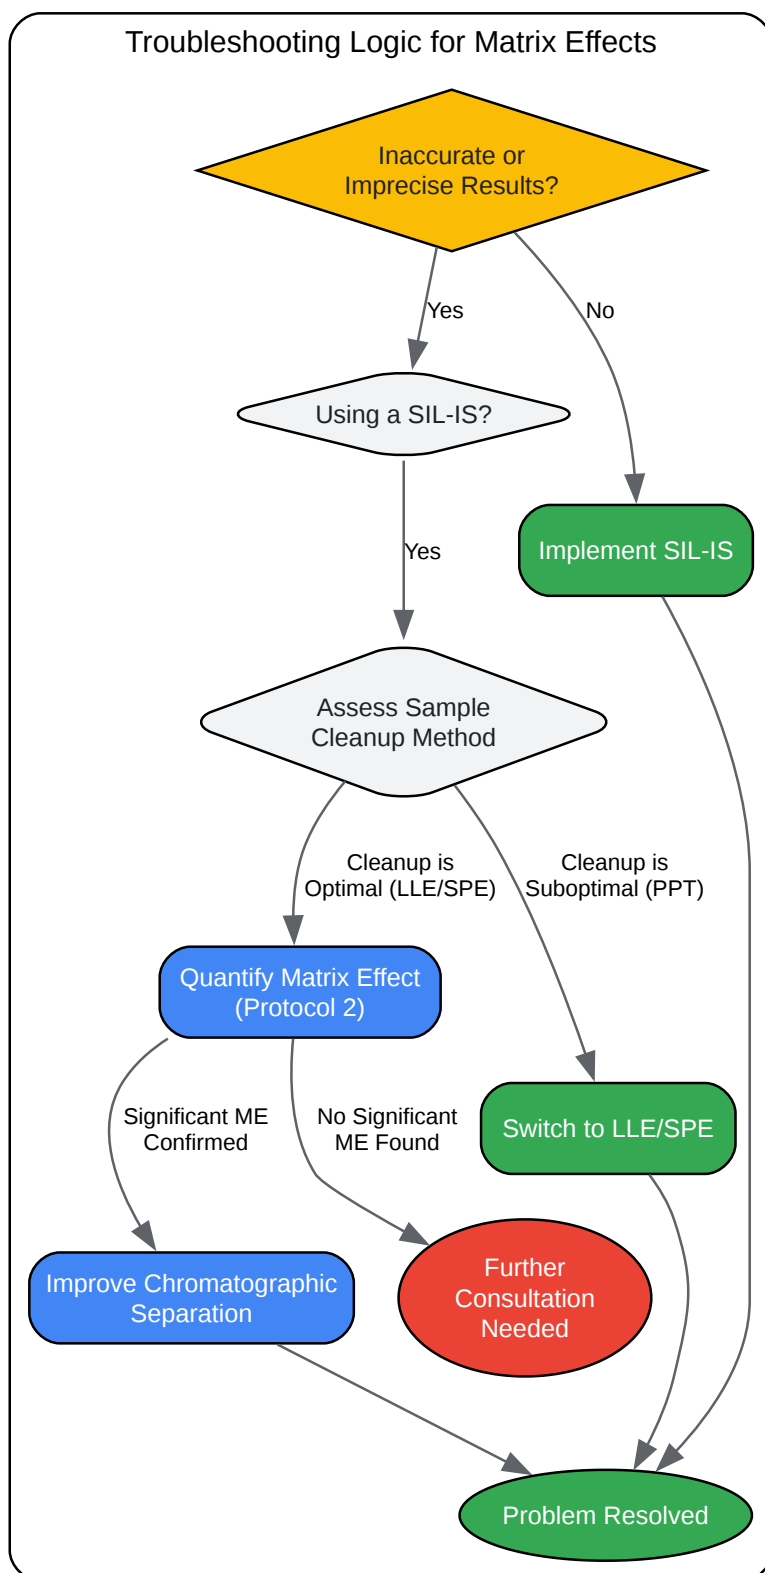 Troubleshooting Logic for Matrix Effects
Inaccurate or
Imprecise Results?
Yes
No
Using a SIL-IS?
Implement SIL-IS
Yes
Assess Sample
Cleanup Method
Cleanup is
Optimal (LLE/SPE)
Cleanup is
Suboptimal (PPT)
Quantify Matrix Effect
(Protocol 2)
Significant ME
Confirmed
No Significant
ME Found
Switch to LLE/SPE
Improve Chromatographic
Separation
Further
Consultation
Needed
Problem Resolved